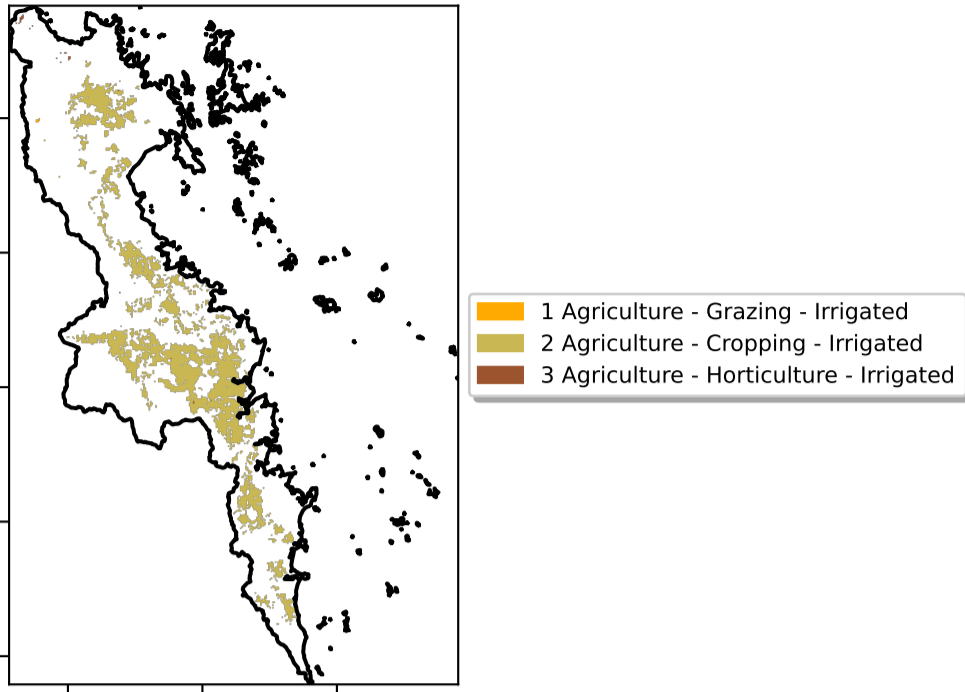 1 Agriculture - Grazing - Irrigated
2 Agriculture - Cropping - Irrigated
3 Agriculture - Horticulture - Irrigated